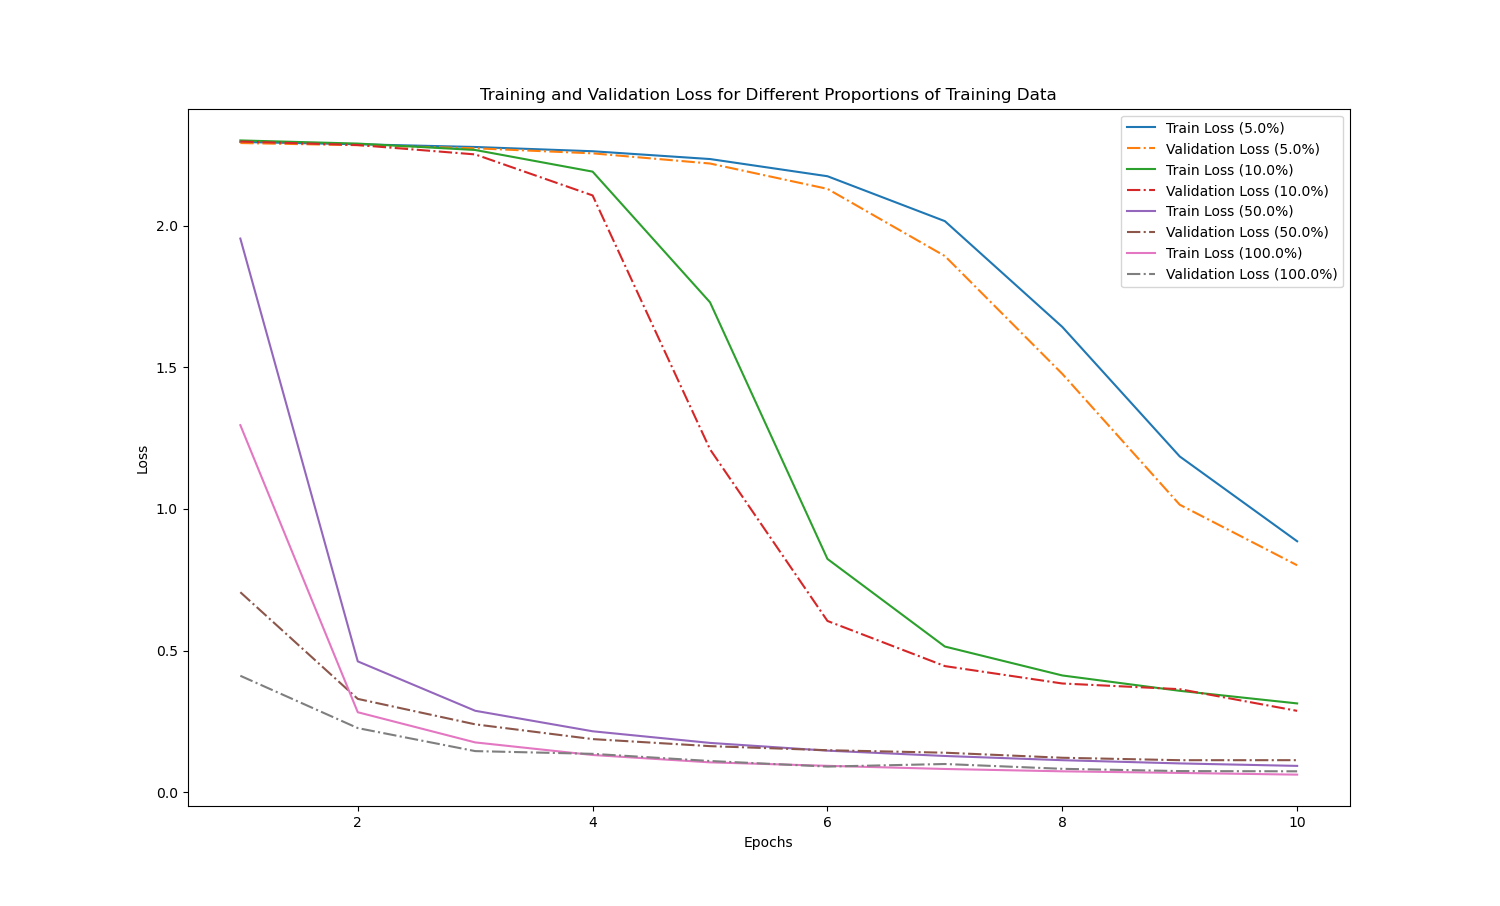 Training and Validation Loss for Different Proportions of Training Data
Train Loss (5.0%)
Validation Loss (5.0%)
Train Loss (10.0%)
Validation Loss (10.0%)
Train Loss (50.0%)
Validation Loss (50.0%)
Train Loss (100.0%)
Validation Loss (100.0%)
2.0
1.5
1.0
0.5
0.0
Loss
2 4 6 8 10
Epochs